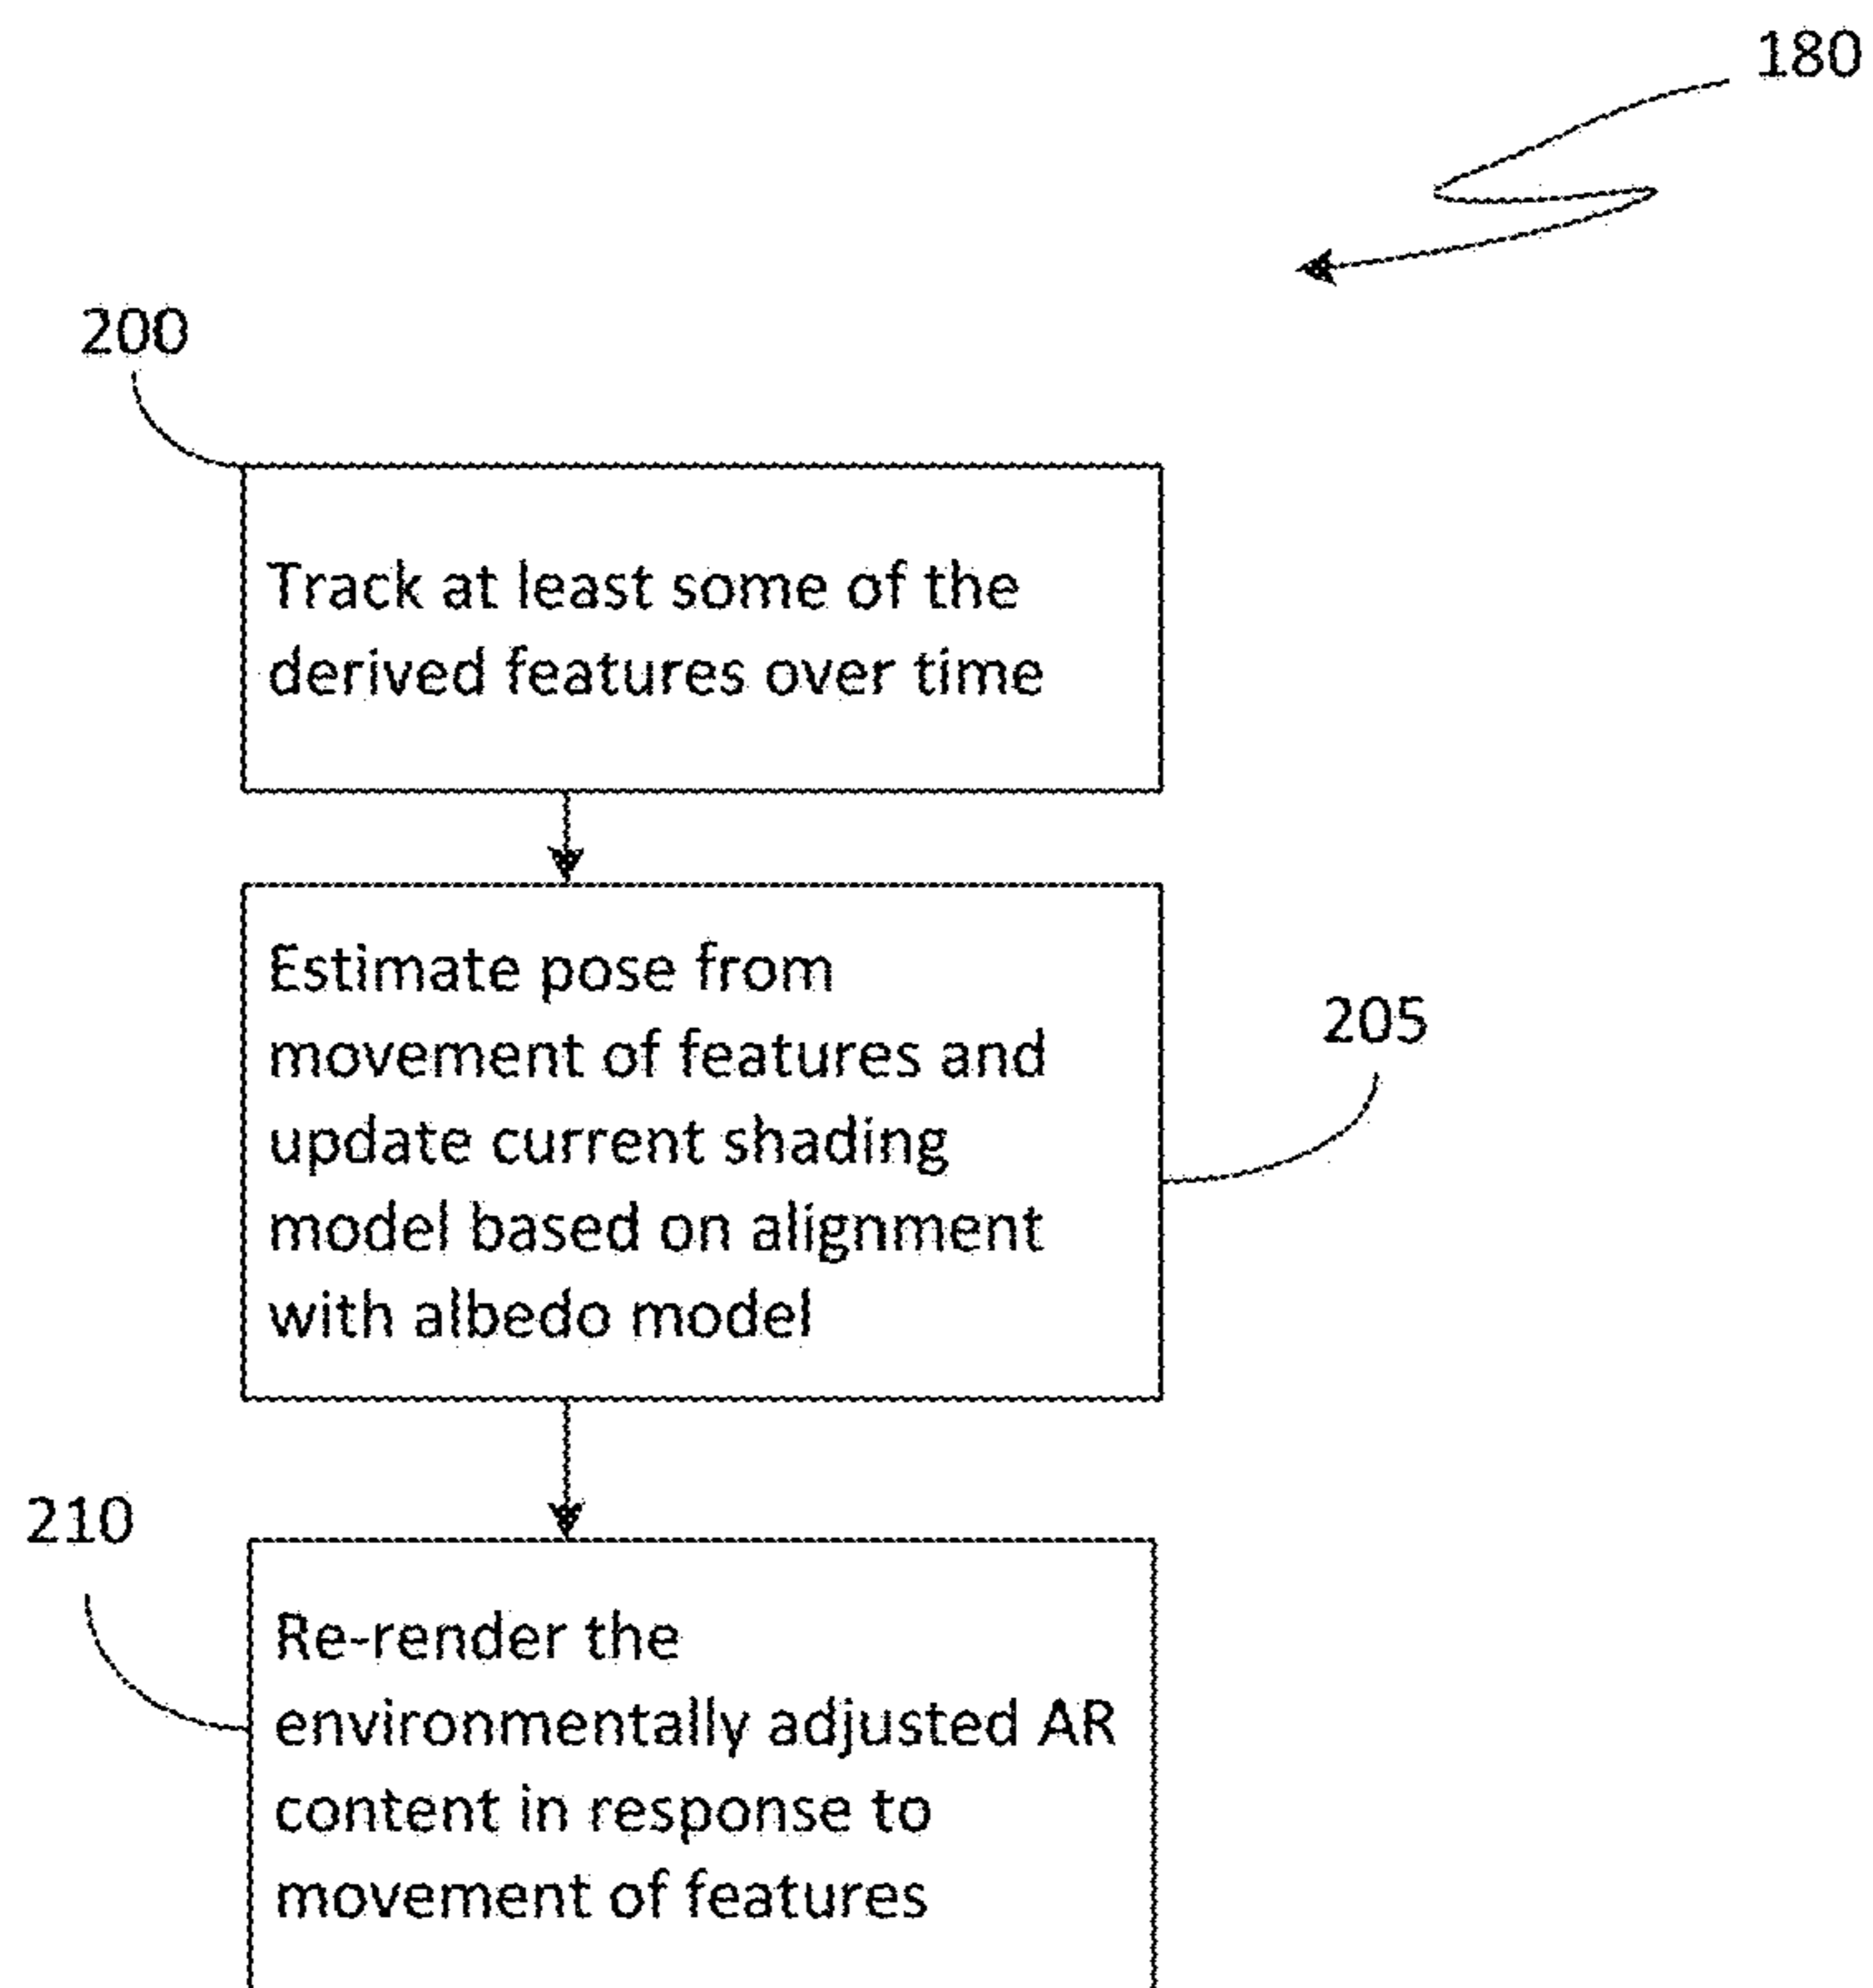 180
200
Track at least some of the
derived features over time
Estimate pose from
movement of features and
update current shading
model based on alignment
with albedo model
205
210
Re-render the
environmentally adjusted AR
content in response to
movement of features